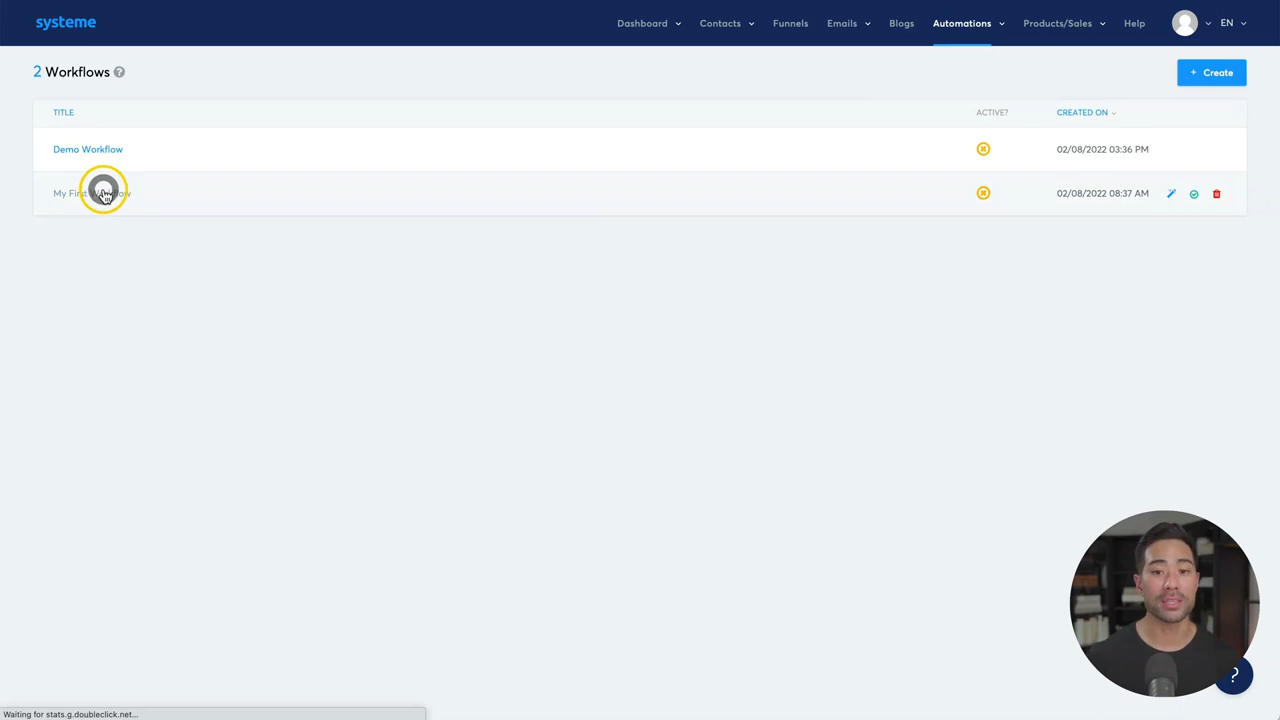 systeme
Dashboard Contacts Funnels Emails Blogs Automations Products/Sales Help EN
2 Workflows ?
+ Create
TITLE ACTIVE? CREATED ON
Demo Workflow 02/08/2022 03:36 PM
My First Workflow 02/08/2022 08:37 AM
?
Waiting for stats.g.doubleclick.net...